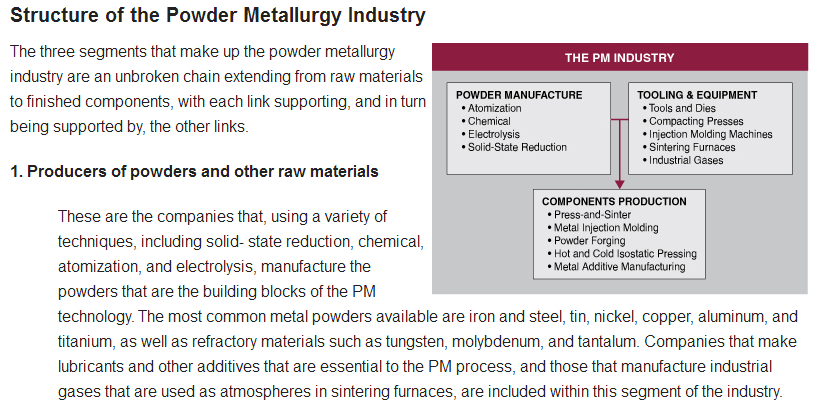 Structure of the Powder Metallurgy Industry
The three segments that make up the powder metallurgy
industry are an unbroken chain extending from raw materials
to finished components, with each link supporting, and in turn
being supported by, the other links.
THE PM INDUSTRY
POWDER MANUFACTURE
• Atomization
• Chemical
• Electrolysis
• Solid-State Reduction
TOOLING & EQUIPMENT
• Tools and Dies
• Compacting Presses
• Injection Molding Machines
• Sintering Furnaces
• Industrial Gases
COMPONENTS PRODUCTION
• Press-and-Sinter
• Metal Injection Molding
• Powder Forging
• Hot and Cold Isostatic Pressing
• Metal Additive Manufacturing
1. Producers of powders and other raw materials
These are the companies that, using a variety of
techniques, including solid- state reduction, chemical,
atomization, and electrolysis, manufacture the
powders that are the building blocks of the PM
technology. The most common metal powders available are iron and steel, tin, nickel, copper, aluminum, and
titanium, as well as refractory materials such as tungsten, molybdenum, and tantalum. Companies that make
lubricants and other additives that are essential to the PM process, and those that manufacture industrial
gases that are used as atmospheres in sintering furnaces, are included within this segment of the industry.